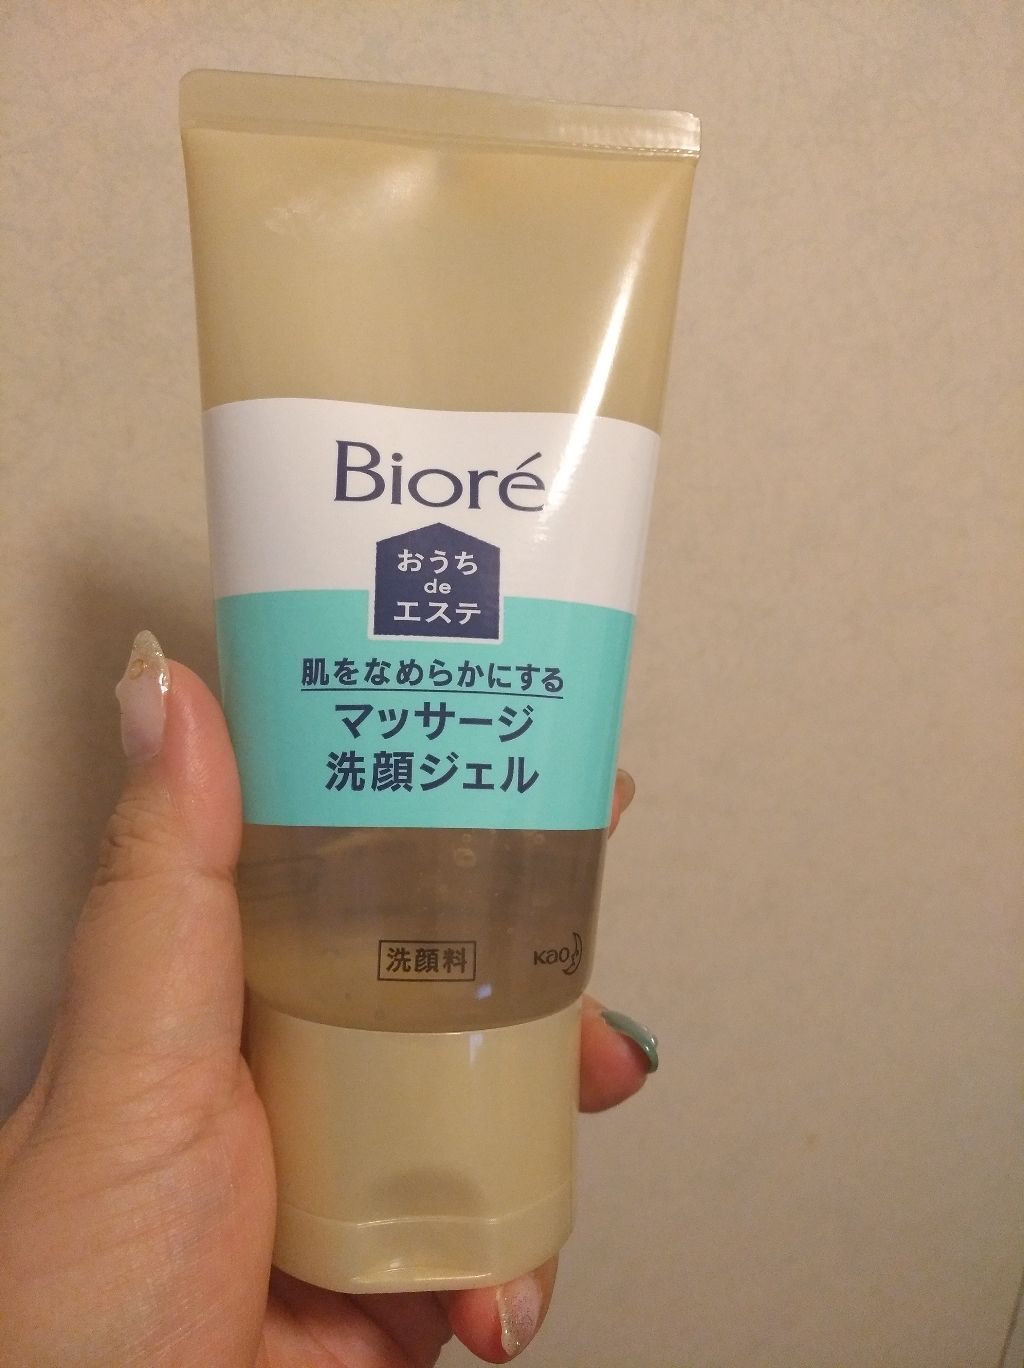 Bioré
おうち
de
エステ
肌をなめらかにする
マッサージ
洗顔ジェル
洗顔料
Kao